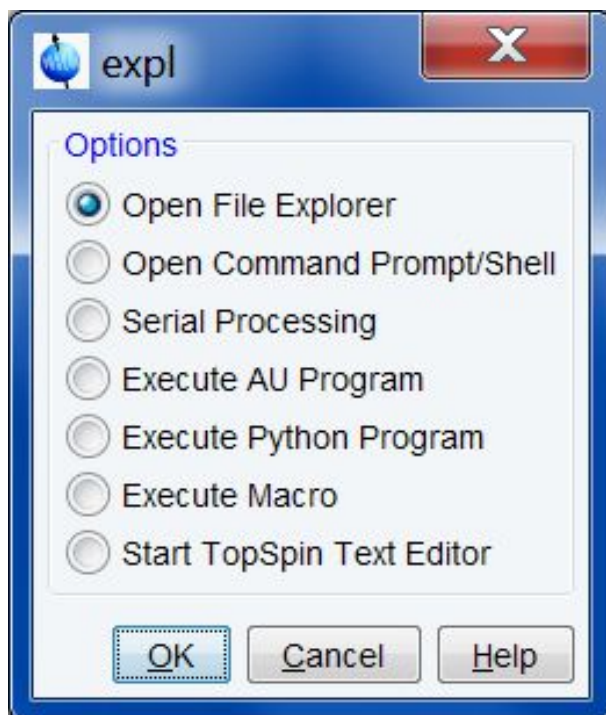 expl
Options
Open File Explorer
Open Command Prompt/Shell
Serial Processing
Execute AU Program
Execute Python Program
Execute Macro
Start TopSpin Text Editor
OK Cancel Help